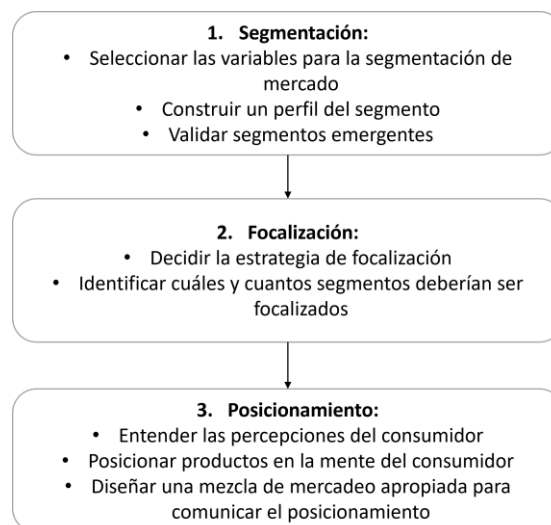 1. Segmentación:
• Seleccionar las variables para la segmentación de
mercado
• Construir un perfil del segmento
• Validar segmentos emergentes
2. Focalización:
• Decidir la estrategia de focalización
• Identificar cuáles y cuantos segmentos deberían ser
focalizados
3. Posicionamiento:
• Entender las percepciones del consumidor
• Posicionar productos en la mente del consumidor
• Diseñar una mezcla de mercadeo apropiada para
comunicar el posicionamiento